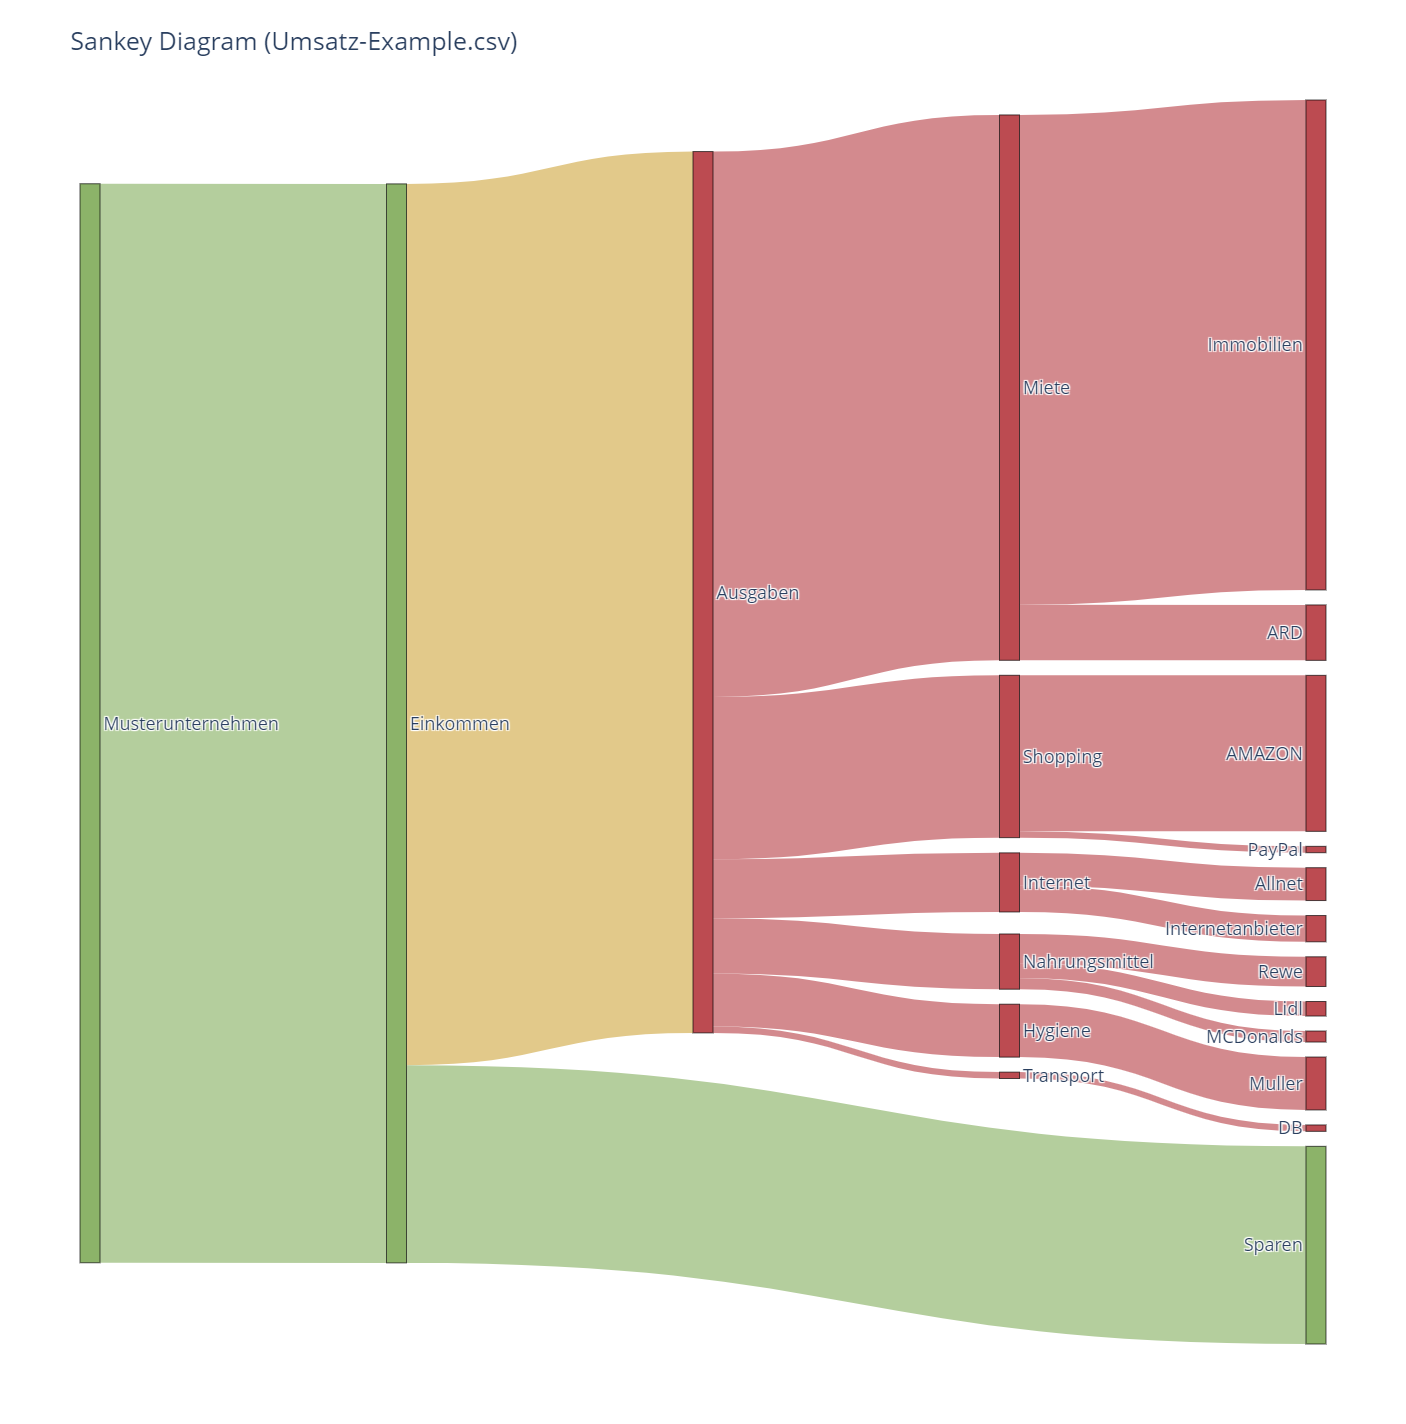 Sankey Diagram (Umsatz-Example.csv)
Musterunternehmen
Einkommen
Ausgaben
Miete
Shopping
Internet
Nahrungsmittel
Hygiene
Transport
Immobilien
ARD
AMAZON
PayPal
Allnet
Internetanbieter
Rewe
Lidl
MCDonalds
Muller
DB
Sparen